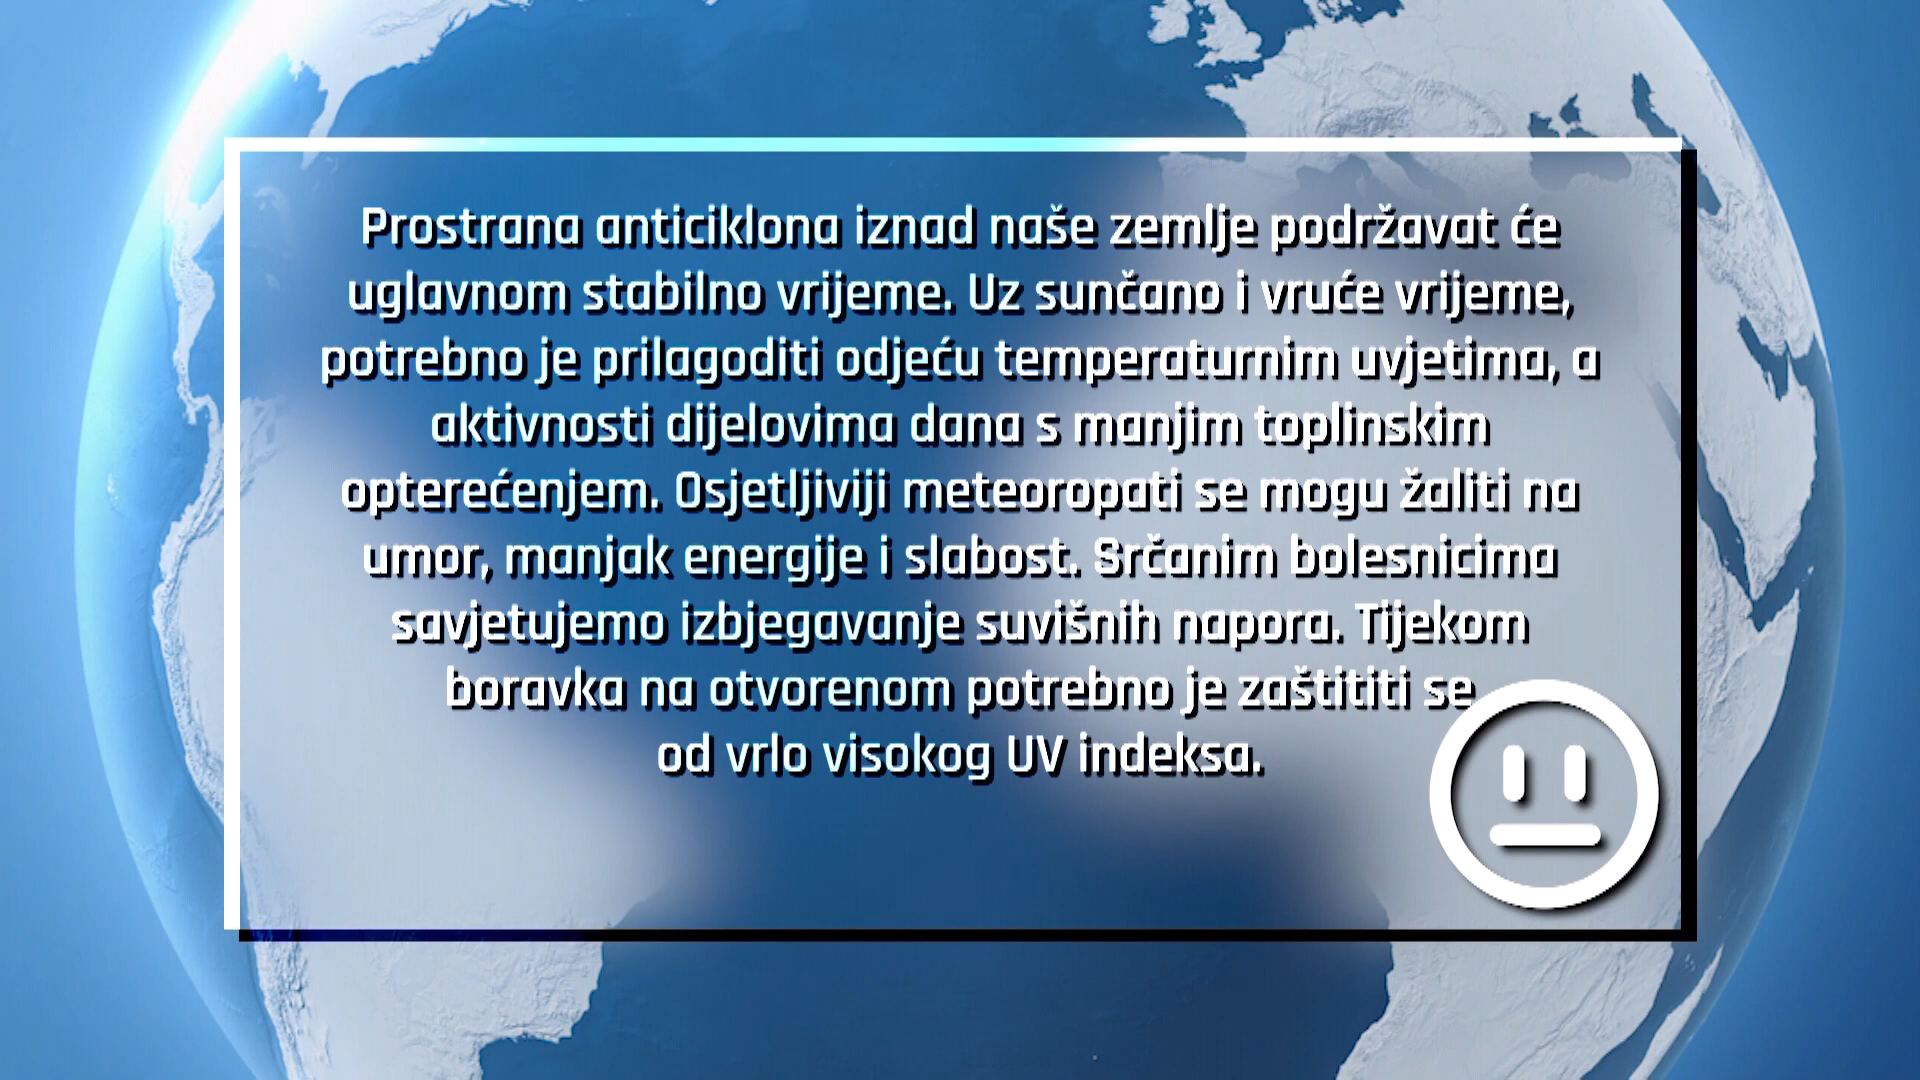 Prostrana anticiklona iznad naše zemlje podržavat će
uglavnom stabilno vrijeme. Uz sunčano i vruće vrijeme,
potrebno je prilagoditi odjeću temperaturnim uvjetima, a
aktivnosti dijelovima dana s manjim toplinskim
opterećenjem. Osjetljiviji meteoropati se mogu žaliti na
umor, manjak energije i slabost. Srčanim bolesnicima
savjetujemo izbjegavanje suvišnih napora. Tijekom
boravka na otvorenom potrebno je zaštititi se
od vrlo visokog UV indeksa.